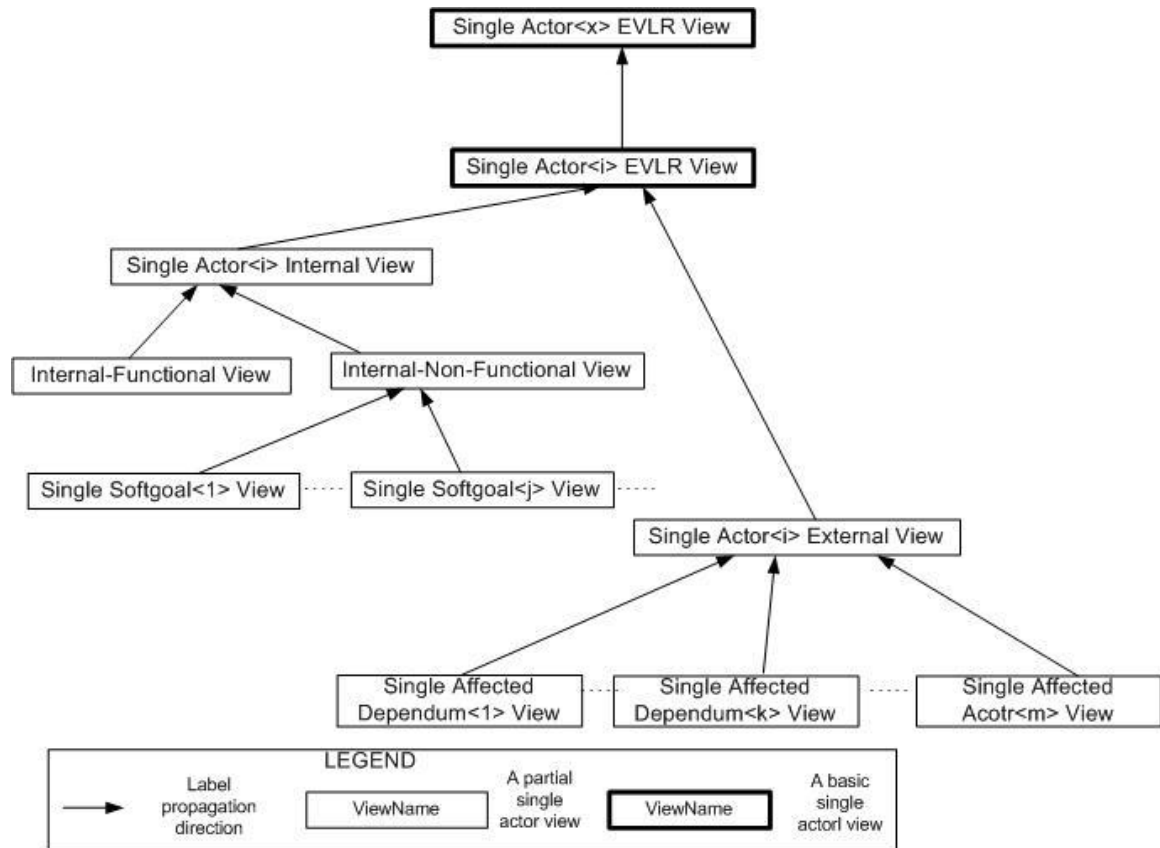 Single Actor<x> EVLR View
Single Actor<i> EVLR View
Single Actor<i> Internal View
Internal-Functional View
Internal-Non-Functional View
Single Softgoal<1> View
Single Softgoal<j> View
Single Actor<i> External View
Single Affected
Dependum<1> View
Single Affected
Dependum<k> View
Single Affected
Acotr<m> View
LEGEND
Label
propagation
direction
ViewName
A partial
single
actor view
ViewName
A basic
single
actorl view